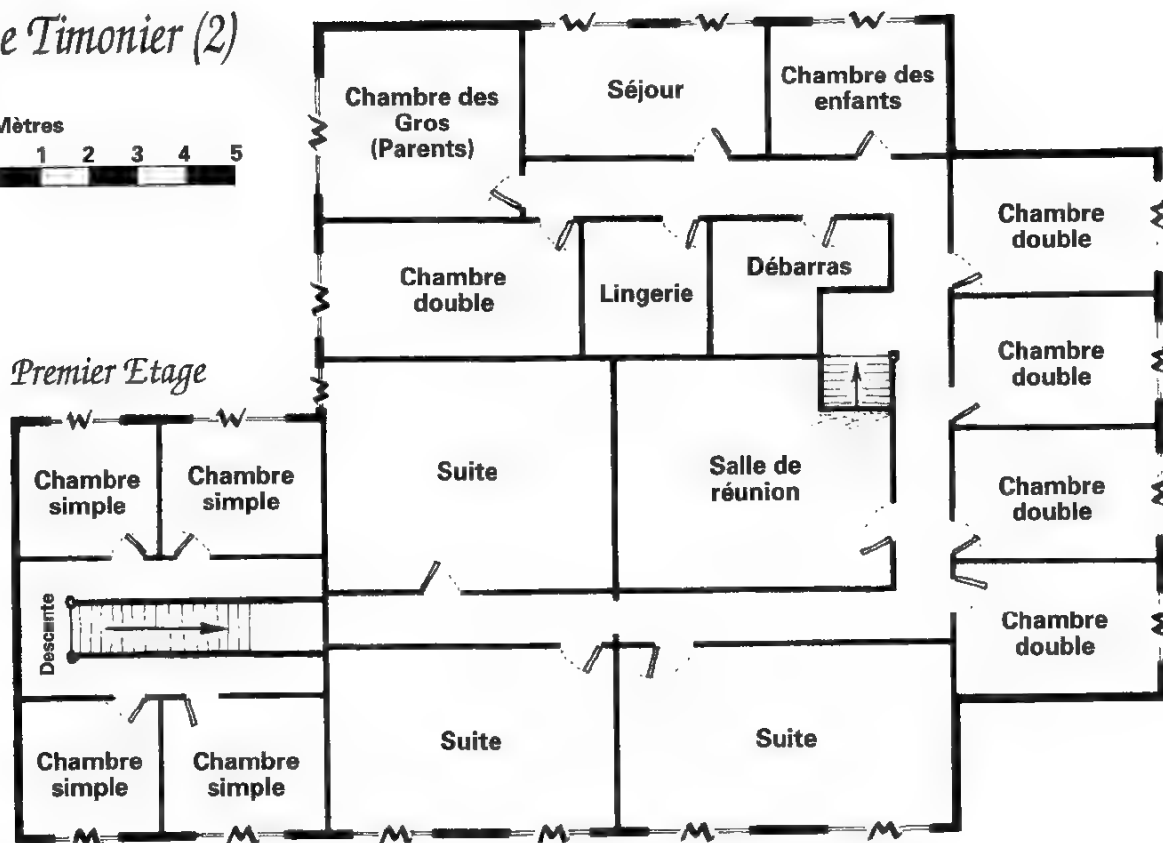 e Timonier (2)
Mètres
1 2 3 4 5
Chambre des
Gros
(Parents)
Séjour
Chambre des
enfants
Chambre
double
Chambre
double
Lingerie
Débarras
Chambre
double
Premier Etage
Chambre
simple
Chambre
simple
Suite
Salle de
réunion
Chambre
double
Descente
Chambre
double
Chambre
simple
Chambre
simple
Suite
Suite